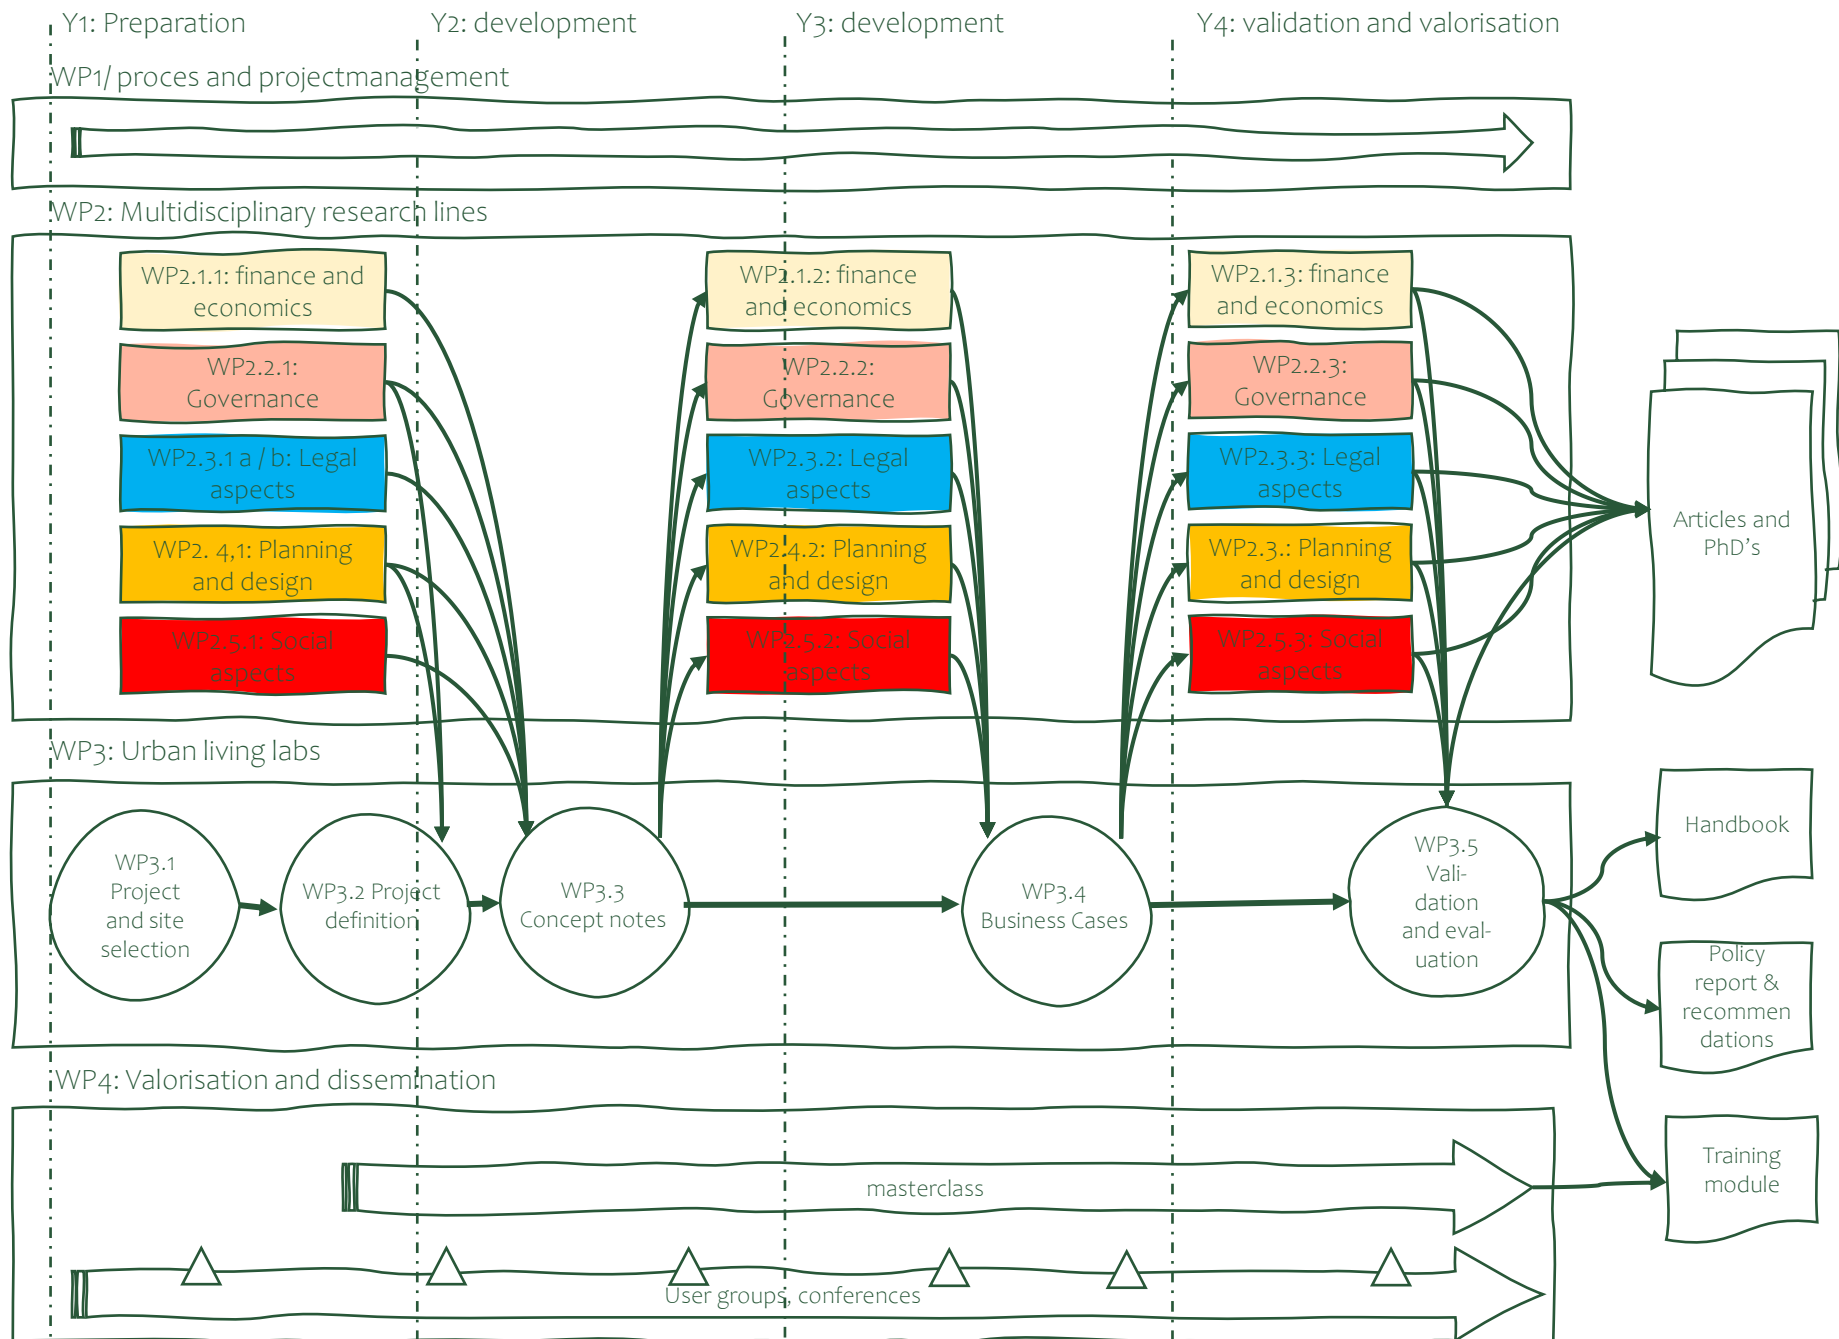 Y1: Preparation
Y2: development
Y3: development
Y4: validation and valorisation
WP1/ proces and projectmanagement
WP2: Multidisciplinary research lines
WP2.1.1: finance and
economics
WP2.1.2: finance
and economics
WP2.1.3: finance
and economics
WP2.2.1:
Governance
WP2.2.2:
Governance
WP2.2.3:
Governance
WP2.3.1 a / b: Legal
aspects
WP2.3.2: Legal
aspects
WP2.3.3: Legal
aspects
WP2. 4,1: Planning
and design
WP2.4.2: Planning
and design
WP2.3.: Planning
and design
WP2.5.1: Social
aspects
WP2.5.2: Social
aspects
WP2.5.3: Social
aspects
Articles and
PhD's
WP3: Urban living labs
WP3.1
Project
and site
selection
WP3.2 Project
definition
WP3.3
Concept notes
WP3.4
Business Cases
WP3.5
Vali-
dation
and eval-
uation
Handbook
Policy
report &
recommen
dations
WP4: Valorisation and dissemination
masterclass
Training
module
User groups, conferences